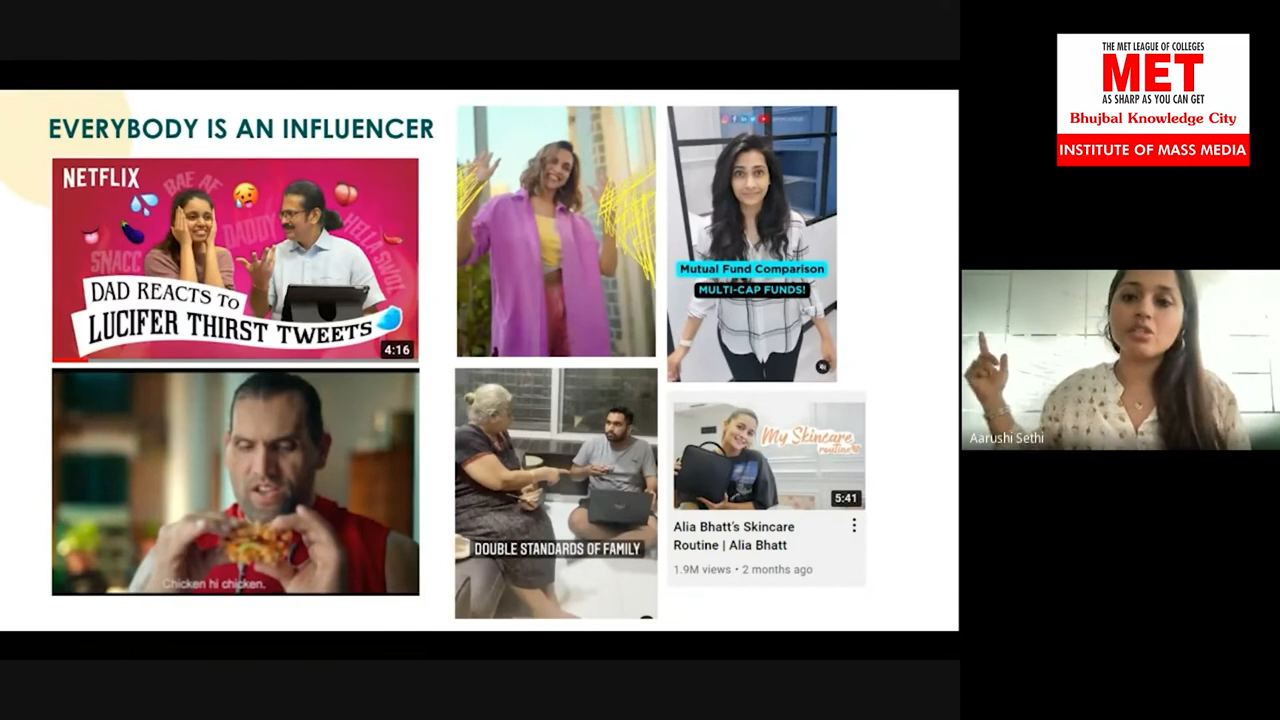 EVERYBODY IS AN INFLUENCER
NETFLIX
BAE AF
DADDY
HELLA SWOL
SNACC
DAD REACTS TO
LUCIFER THIRST TWEETS
4:16
Chicken hi chicken.
DOUBLE STANDARDS OF FAMILY
Mutual Fund Comparison
MULTI-CAP FUNDS!
My Skincare
routine
5:41
Alia Bhatt's Skincare
Routine | Alia Bhatt
1.9M views • 2 months ago
THE MET LEAGUE OF COLLEGES
MET
AS SHARP AS YOU CAN GET
Bhujbal Knowledge City
INSTITUTE OF MASS MEDIA
Aarushi Sethi